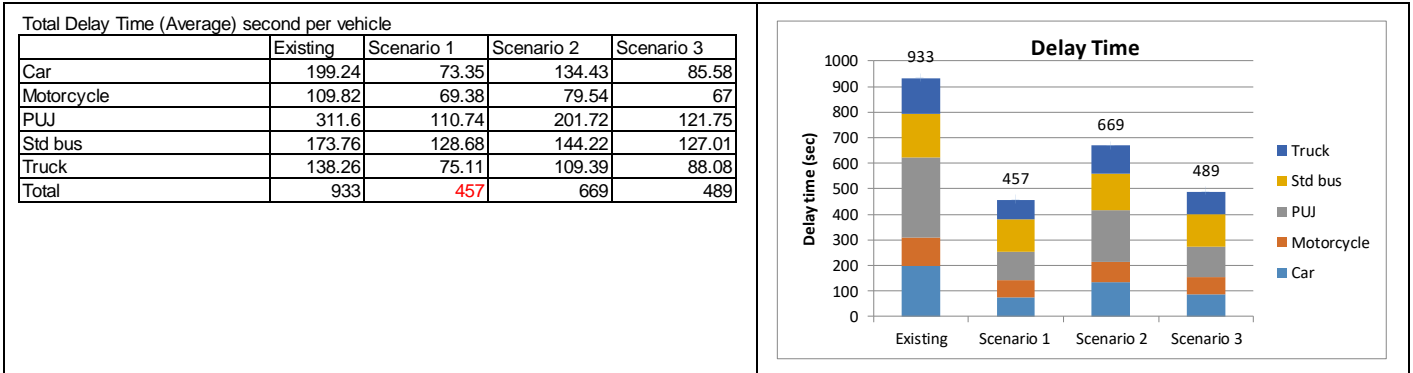 Total Delay Time (Average) second per vehicle
Existing Scenario 1 Scenario 2 Scenario 3
Car 199.24 73.35 134.43 85.58
Motorcycle 109.82 69.38 79.54 67
PUJ 311.6 110.74 201.72 121.75
Std bus 173.76 128.68 144.22 127.01
Truck 138.26 75.11 109.39 88.08
Total 933 457 669 489
Delay Time
Delay time (sec)
1000
900
800
700
600
500
400
300
200
100
0
933
457
669
489
Existing Scenario 1 Scenario 2 Scenario 3
Truck
Std bus
PUJ
Motorcycle
Car